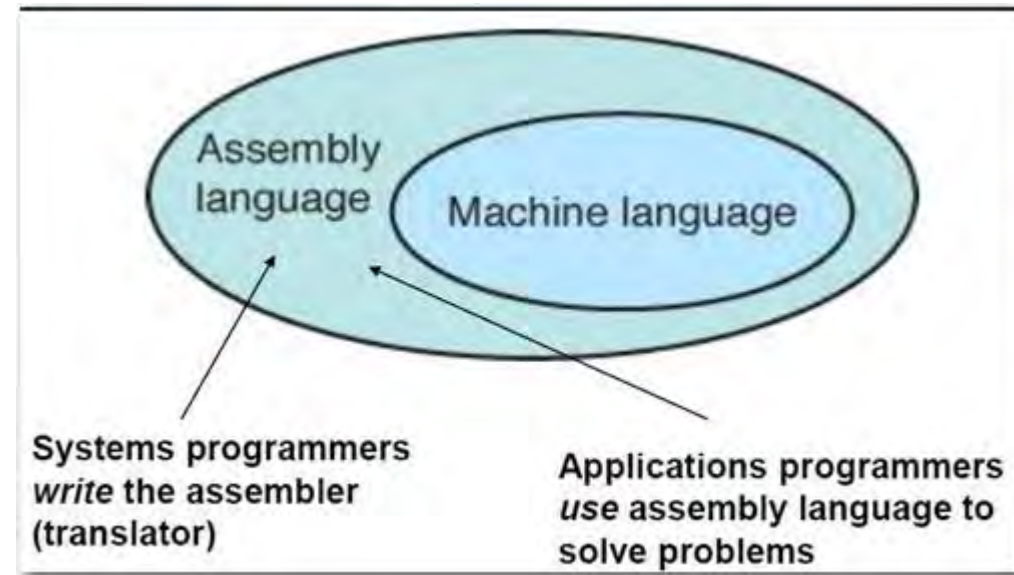 Assembly
language
Machine language
Systems programmers
write the assembler
(translator)
Applications programmers
use assembly language to
solve problems